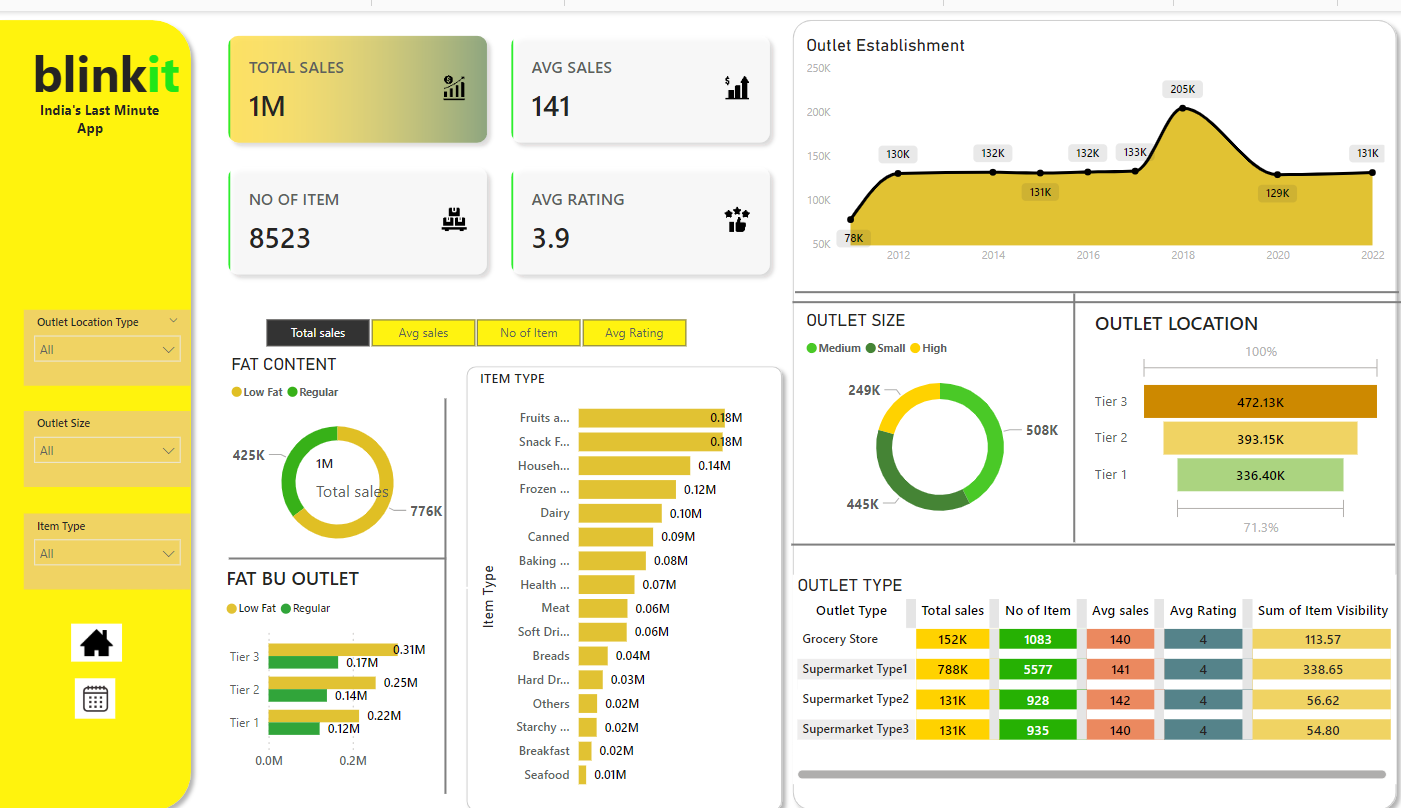 blinkit
India's Last Minute
App
Outlet Location Type
All
Outlet Size
All
Item Type
All
TOTAL SALES
1M
AVG SALES
141
NO OF ITEM
8523
AVG RATING
3.9
Total sales
Avg sales
No of Item
Avg Rating
FAT CONTENT
Low Fat Regular
425K
1M
Total sales
776K
FAT BU OUTLET
Low Fat Regular
Tier 3 0.31M
0.17M
Tier 2 0.25M
0.14M
Tier 1 0.22M
0.12M
0.0M 0.2M
ITEM TYPE
Item Type
Fruits a... 0.18M
Snack F... 0.18M
Househ... 0.14M
Frozen ... 0.12M
Dairy 0.10M
Canned 0.09M
Baking ... 0.08M
Health ... 0.07M
Meat 0.06M
Soft Dri... 0.06M
Breads 0.04M
Hard Dr... 0.03M
Others 0.02M
Starchy ... 0.02M
Breakfast 0.02M
Seafood 0.01M
Outlet Establishment
250K
200K
150K
100K
50K
78K 130K 132K 131K 132K 133K 205K 129K 131K
2012 2014 2016 2018 2020 2022
OUTLET SIZE
Medium Small High
249K
508K
445K
OUTLET LOCATION
100%
Tier 3 472.13K
Tier 2 393.15K
Tier 1 336.40K
71.3%
OUTLET TYPE
Outlet Type Total sales No of Item Avg sales Avg Rating Sum of Item Visibility
Grocery Store 152K 1083 140 4 113.57
Supermarket Type1 788K 5577 141 4 338.65
Supermarket Type2 131K 928 142 4 56.62
Supermarket Type3 131K 935 140 4 54.80